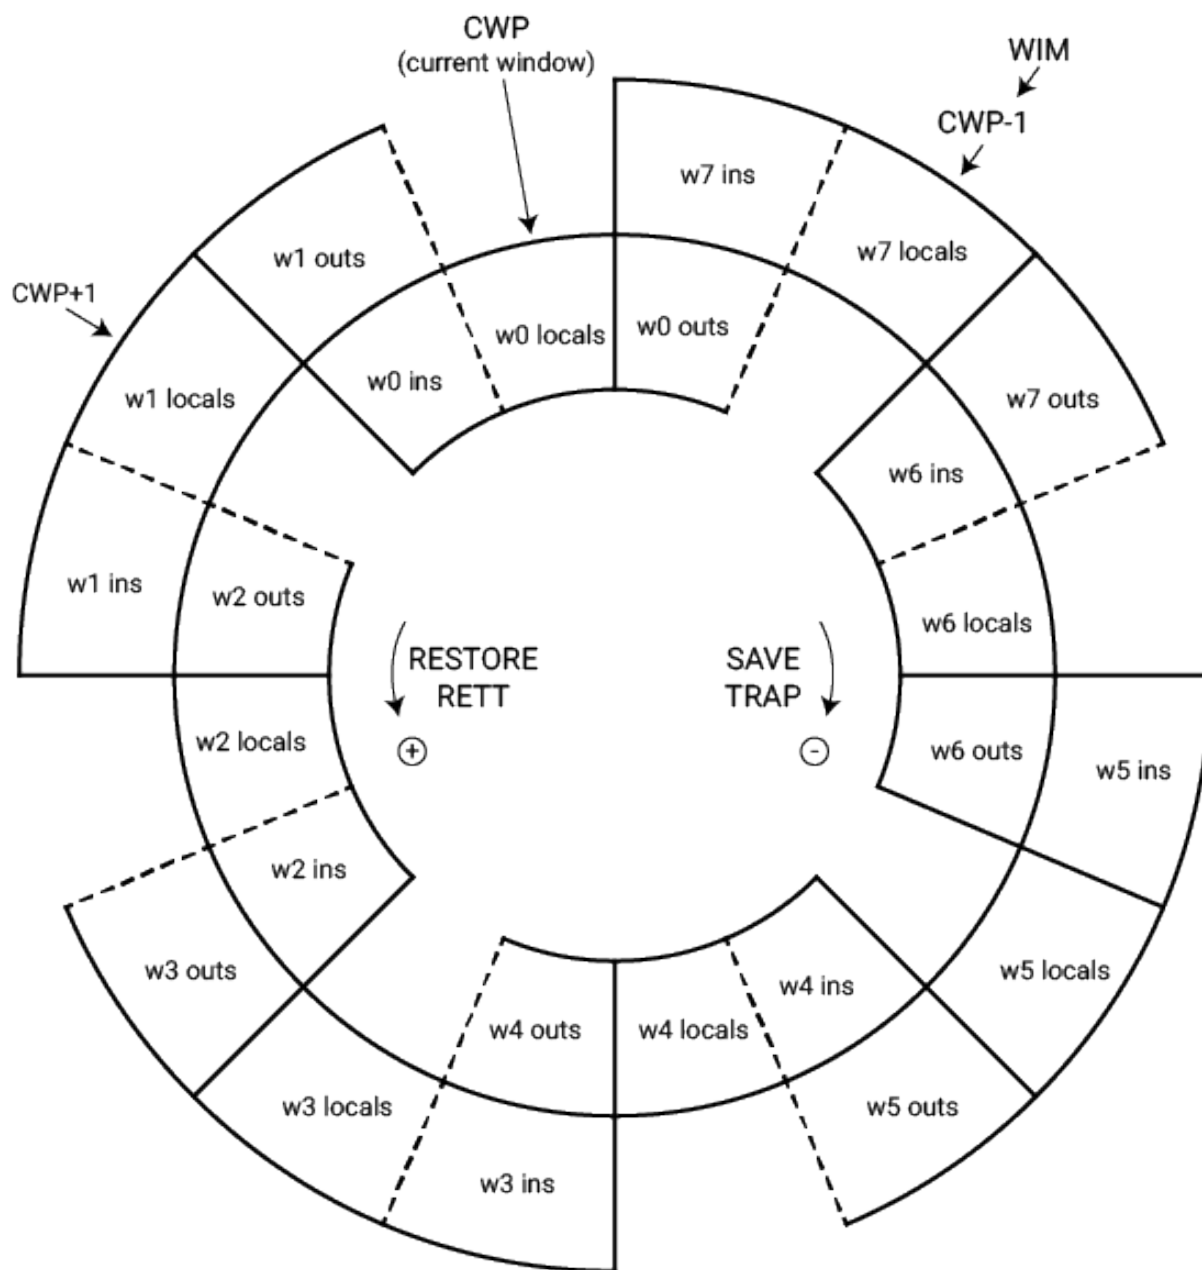 CWP
(current window)
WIM
CWP-1
w7 ins
w7 locals
w1 outs
CWP+1
w0 locals
w0 outs
w0 ins
w1 locals
w7 outs
w6 ins
w1 ins
w2 outs
w6 locals
RESTORE
RETT
SAVE
TRAP
+
-
w2 locals
w6 outs
w5 ins
w2 ins
w3 outs
w4 ins
w5 locals
w4 outs
w4 locals
w3 locals
w5 outs
w3 ins